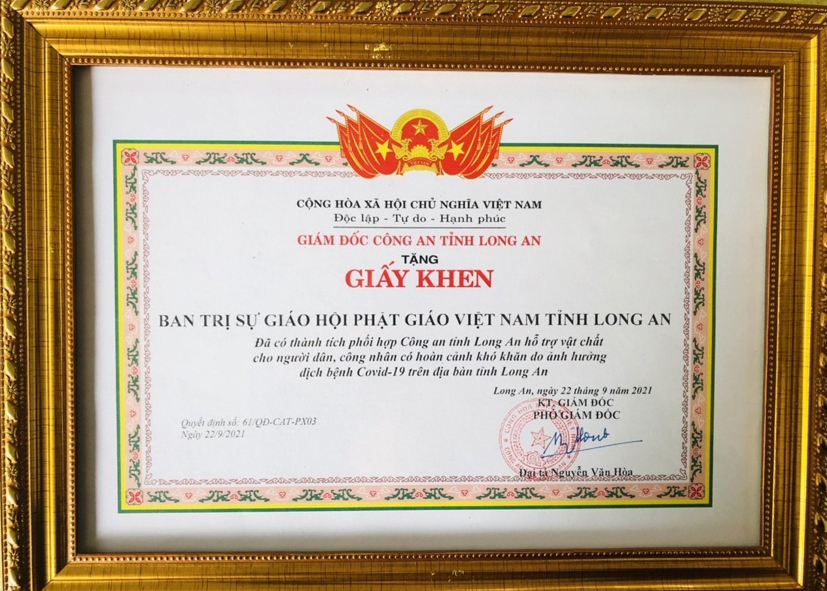 CỘNG HÒA XÃ HỘI CHỦ NGHĨA VIỆT NAM
Độc lập - Tự do - Hạnh phúc
GIÁM ĐỐC CÔNG AN TỈNH LONG AN
TẶNG
GIẤY KHEN
BAN TRỊ SỰ GIÁO HỘI PHẬT GIÁO VIỆT NAM TỈNH LONG AN
Đã có thành tích phối hợp Công an tỉnh Long An hỗ trợ vật chất
cho người dân, công nhân có hoàn cảnh khó khăn do ảnh hưởng
dịch bệnh Covid-19 trên địa bàn tỉnh Long An
Long An, ngày 22 tháng 9 năm 2021
KT. GIÁM ĐỐC
PHÓ GIÁM ĐỐC
Quyết định số: 61/QĐ-CAT-PX03
Ngày 22/9/2021
Đại tá Nguyễn Văn Hòa